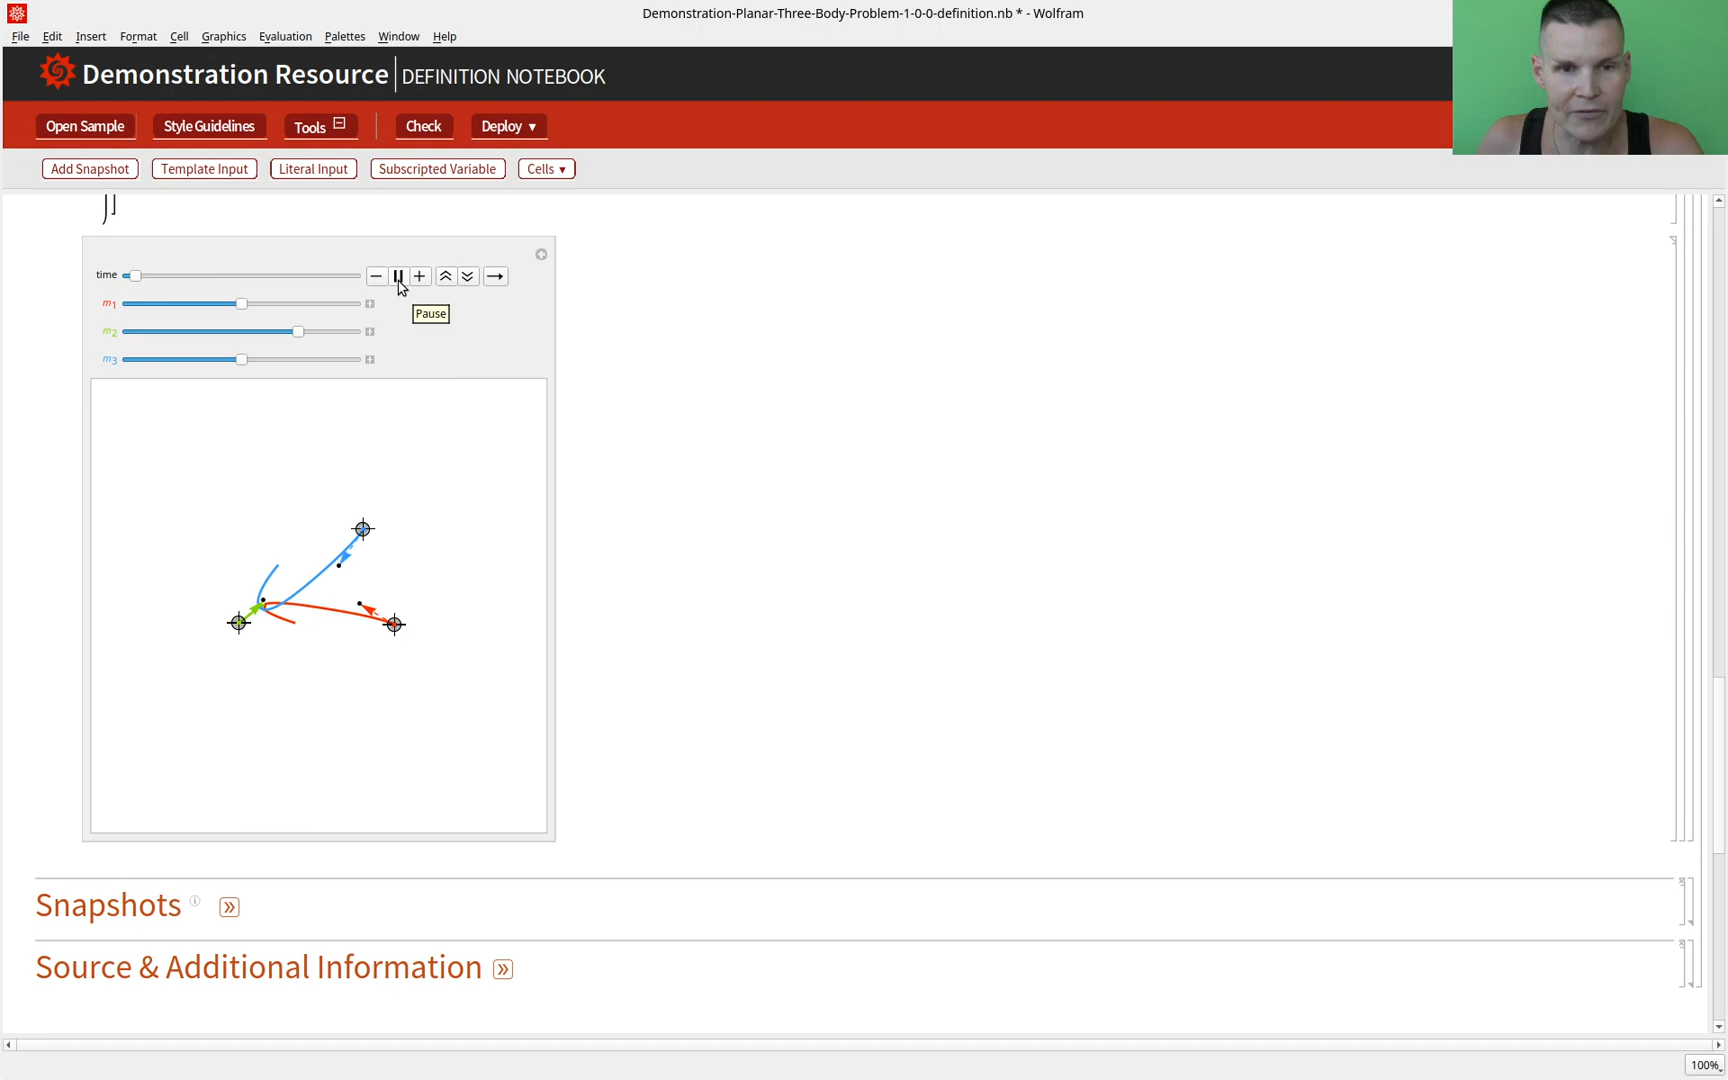 Demonstration-Planar-Three-Body-Problem-1-0-0-definition.nb * - Wolfram
File Edit Insert Format Cell Graphics Evaluation Palettes Window Help
Demonstration Resource DEFINITION NOTEBOOK
Open Sample Style Guidelines Tools Check Deploy
Add Snapshot Template Input Literal Input Subscripted Variable Cells
time
m1
Pause
m2
m3
Snapshots
Source & Additional Information
100%